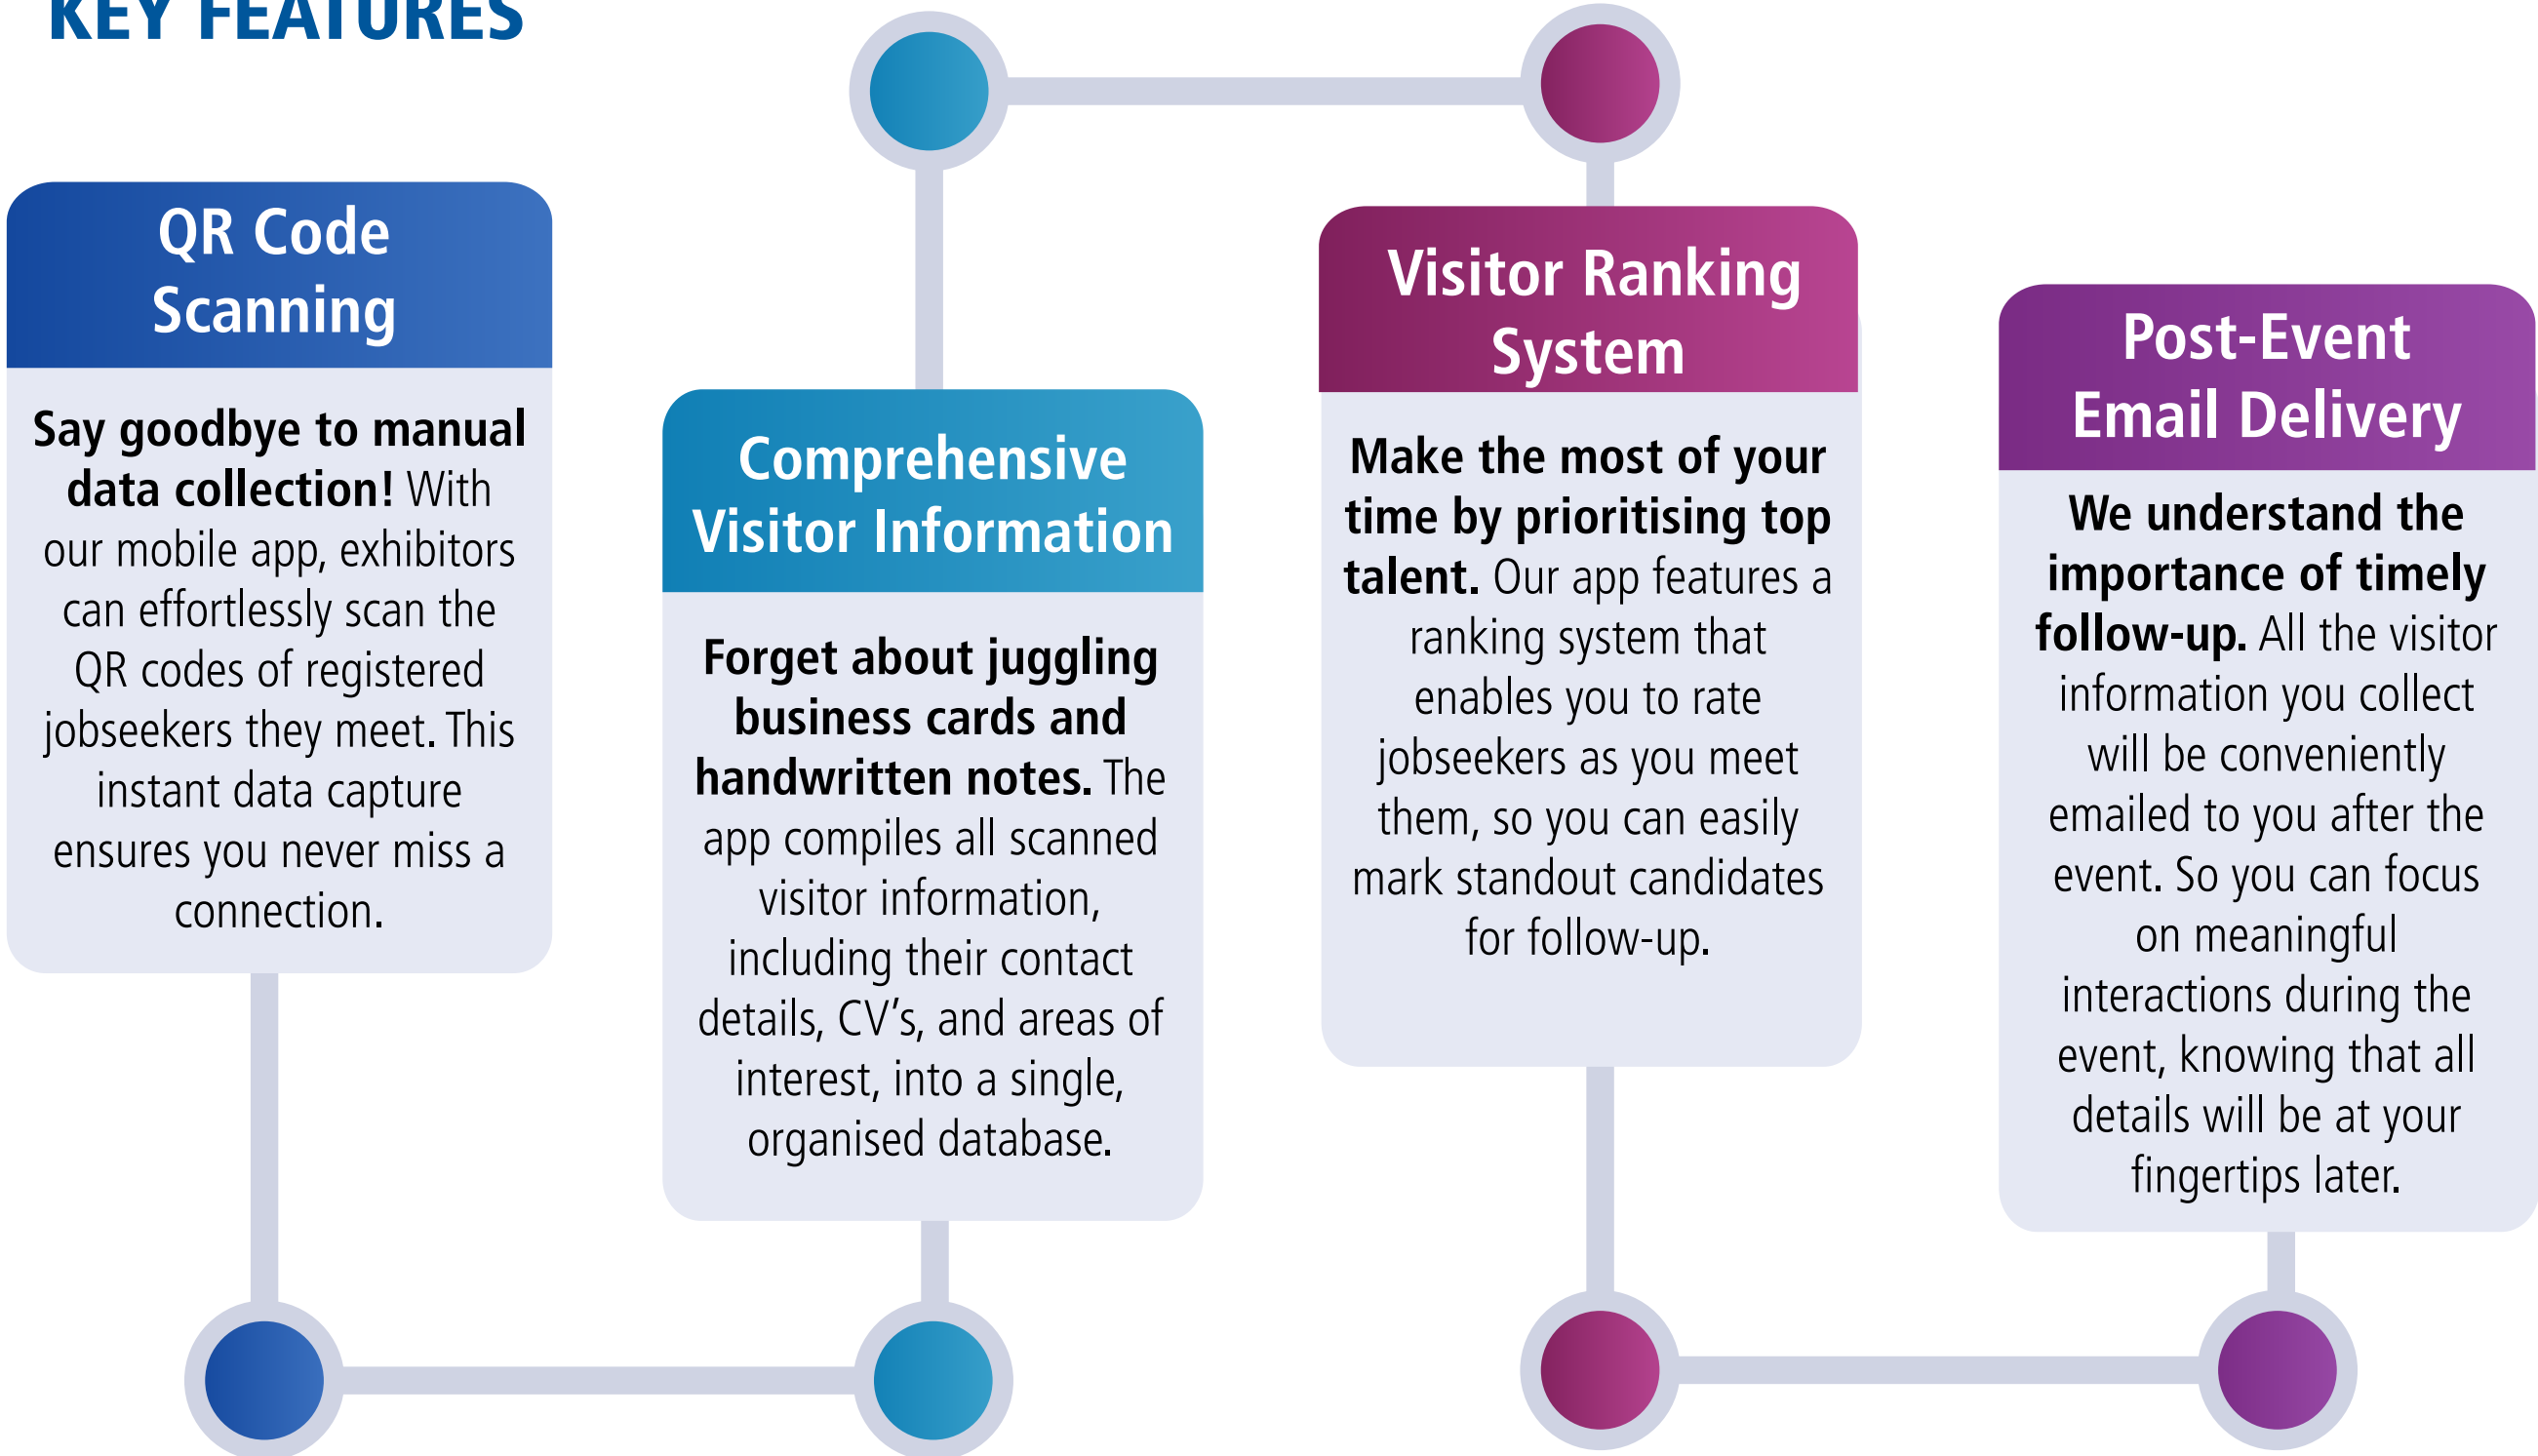 KEY FEATURES
QR Code
Scanning
Say goodbye to manual
data collection! With
our mobile app, exhibitors
can effortlessly scan the
QR codes of registered
jobseekers they meet. This
instant data capture
ensures you never miss a
connection.
Comprehensive
Visitor Information
Forget about juggling
business cards and
handwritten notes. The
app compiles all scanned
visitor information,
including their contact
details, CV's, and areas of
interest, into a single,
organised database.
Visitor Ranking
System
Make the most of your
time by prioritising top
talent. Our app features a
ranking system that
enables you to rate
jobseekers as you meet
them, so you can easily
mark standout candidates
for follow-up.
Post-Event
Email Delivery
We understand the
importance of timely
follow-up. All the visitor
information you collect
will be conveniently
emailed to you after the
event. So you can focus
on meaningful
interactions during the
event, knowing that all
details will be at your
fingertips later.